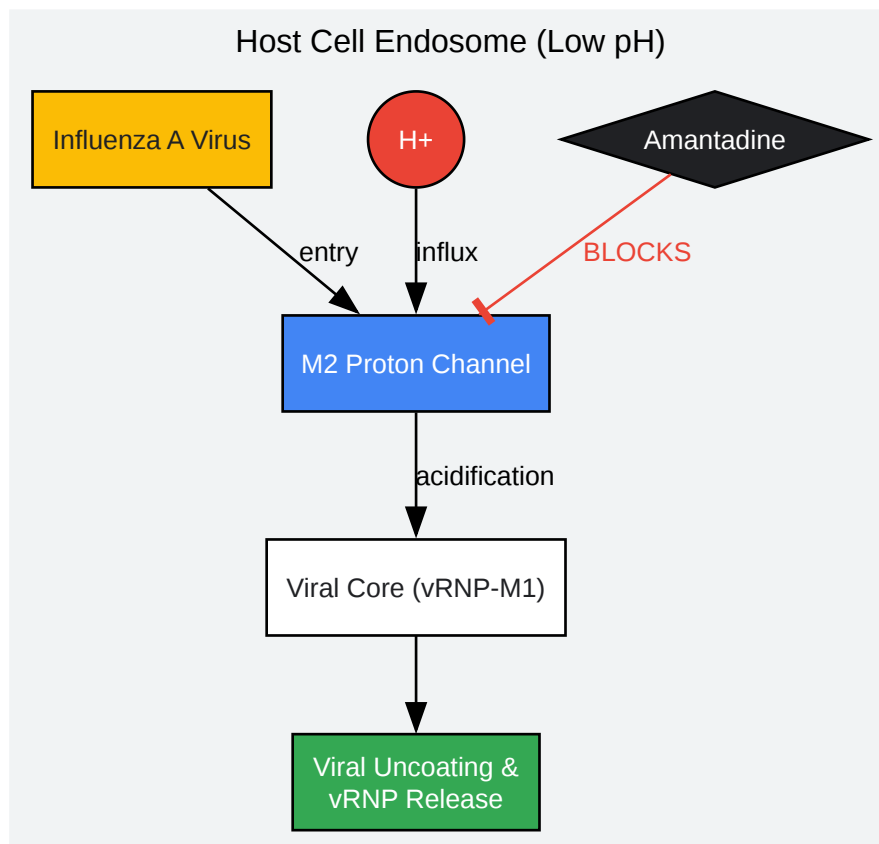 Host Cell Endosome (Low pH)
Influenza A Virus
H+
Amantadine
entry
influx
BLOCKS
M2 Proton Channel
acidification
Viral Core (vRNP-M1)
Viral Uncoating &
vRNP Release